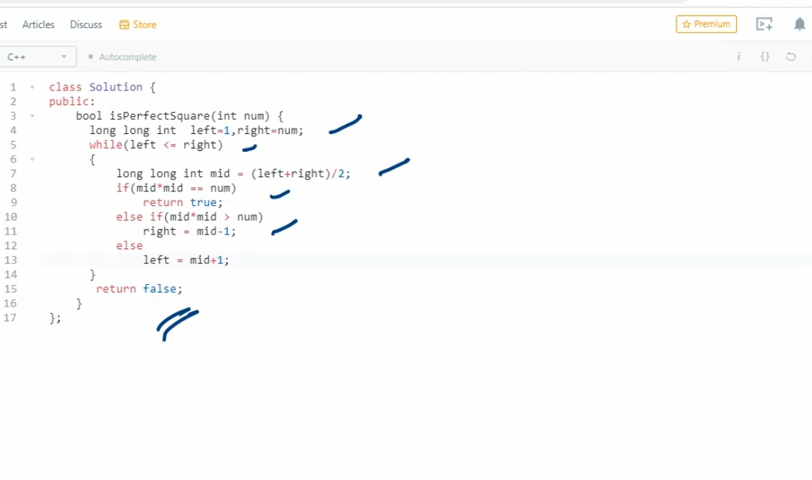 st Articles Discuss Store Premium
C++ Autocomplete i {}
1 class Solution {
2 public:
3 bool isPerfectSquare(int num) {
4 long long int left=1,right=num;
5 while(left <= right)
6 {
7 long long int mid = (left+right)/2;
8 if(mid*mid == num)
9 return true;
10 else if(mid*mid > num)
11 right = mid-1;
12 else
13 left = mid+1;
14 }
15 return false;
16 }
17 };